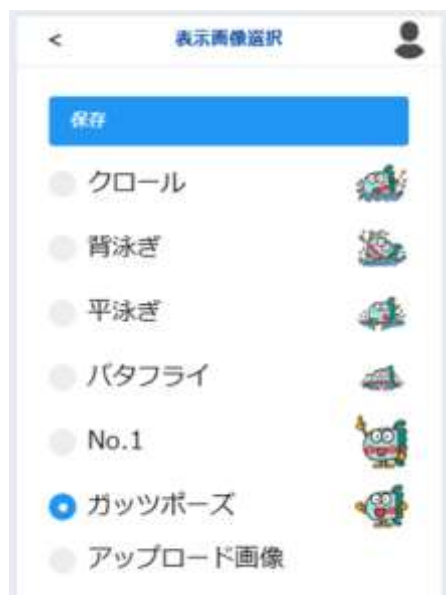 <
表示画像選択
保存
クロール
背泳ぎ
平泳ぎ
バタフライ
No.1
ガッツポーズ
アップロード画像